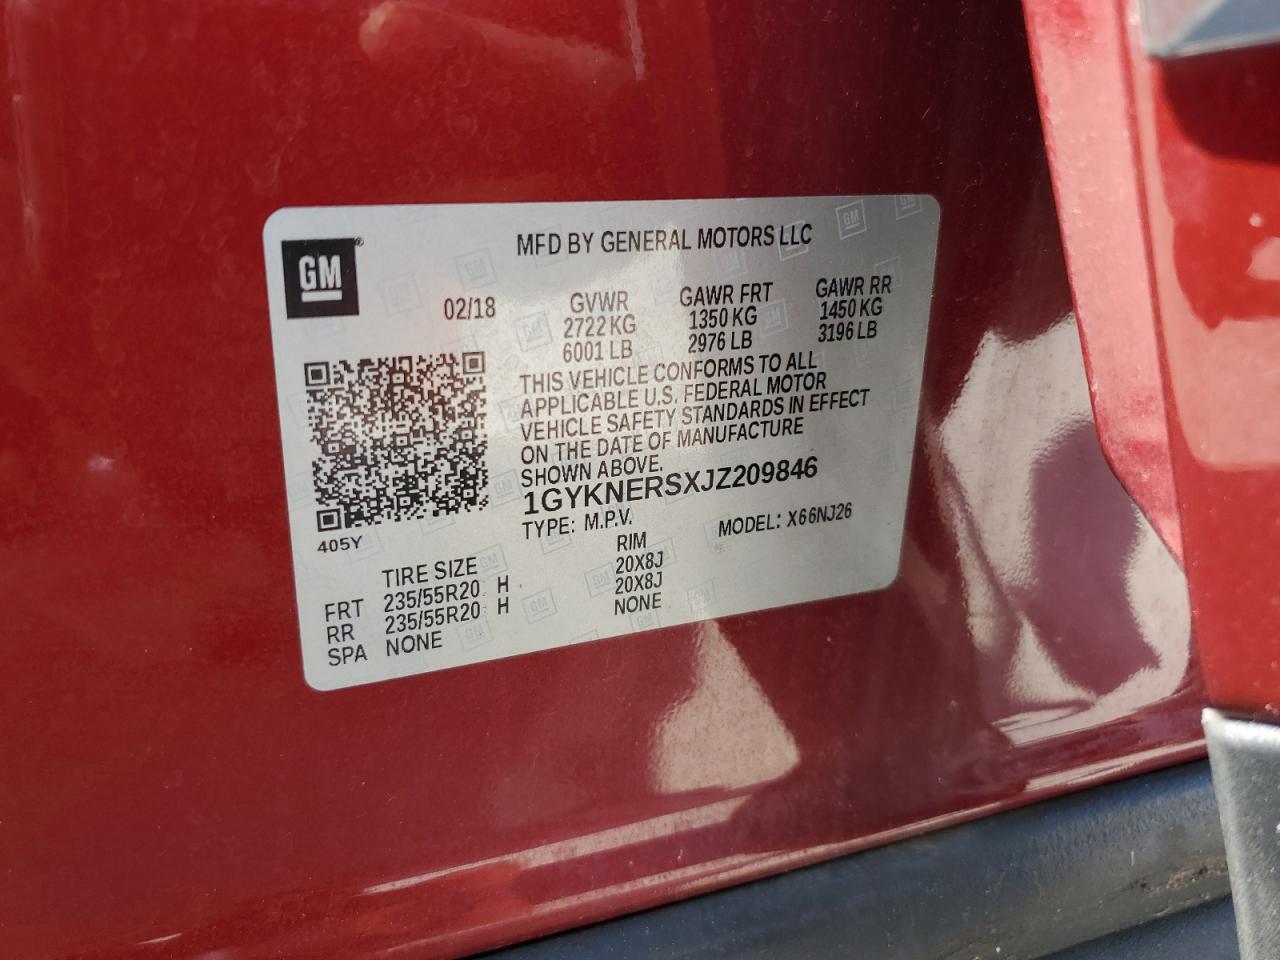 GM®
MFD BY GENERAL MOTORS LLC
02/18
GVWR GAWR FRT GAWR RR
2722 KG 1350 KG 1450 KG
6001 LB 2976 LB 3196 LB
THIS VEHICLE CONFORMS TO ALL
APPLICABLE U.S. FEDERAL MOTOR
VEHICLE SAFETY STANDARDS IN EFFECT
ON THE DATE OF MANUFACTURE
SHOWN ABOVE.
1GYKNERSXJZ209846
TYPE: M.P.V. MODEL: X66NJ26
405Y
TIRE SIZE RIM
FRT 235/55R20 H 20X8J
RR 235/55R20 H 20X8J
SPA NONE NONE